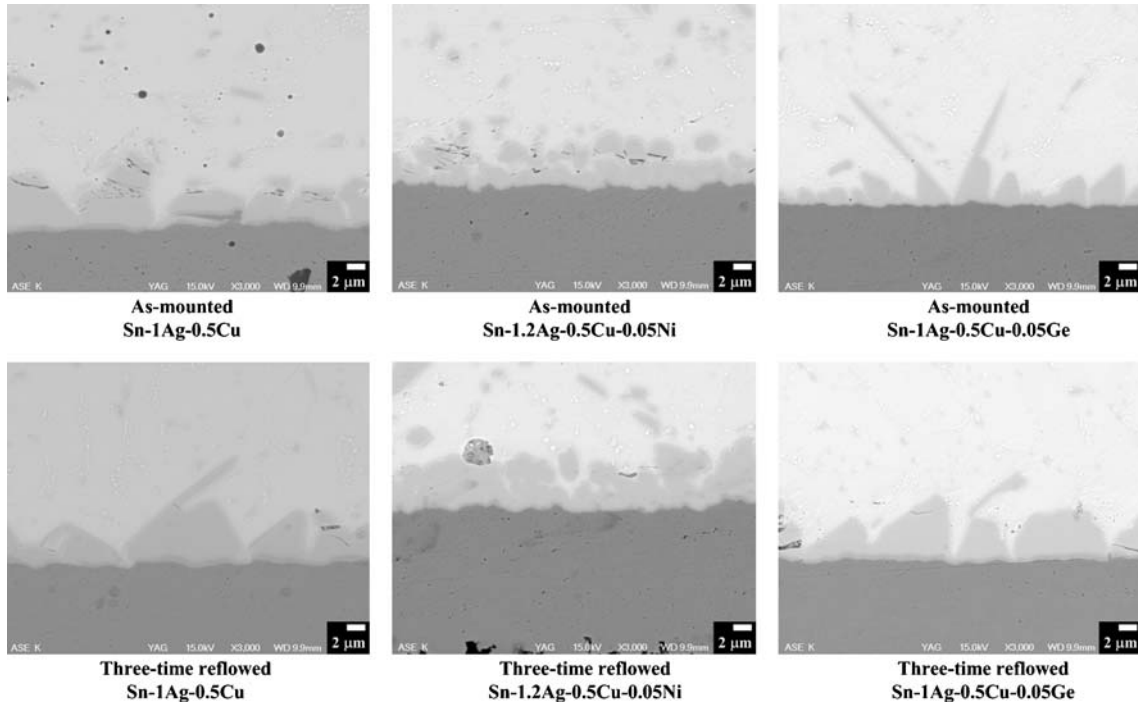 2 μm
ASE K YAG 15.0kV X3,000 WD 9.9mm
As-mounted
Sn-1Ag-0.5Cu
2 μm
ASE K YAG 15.0kV X3,000 WD 9.9mm
As-mounted
Sn-1.2Ag-0.5Cu-0.05Ni
2 μm
ASE K YAG 15.0kV X3,000 WD 9.9mm
As-mounted
Sn-1Ag-0.5Cu-0.05Ge
2 μm
ASE K YAG 15.0kV X3,000 WD 9.9mm
Three-time reflowed
Sn-1Ag-0.5Cu
2 μm
ASE K YAG 15.0kV X3,000 WD 9.9mm
Three-time reflowed
Sn-1.2Ag-0.5Cu-0.05Ni
2 μm
ASE K YAG 15.0kV X3,000 WD 9.9mm
Three-time reflowed
Sn-1Ag-0.5Cu-0.05Ge